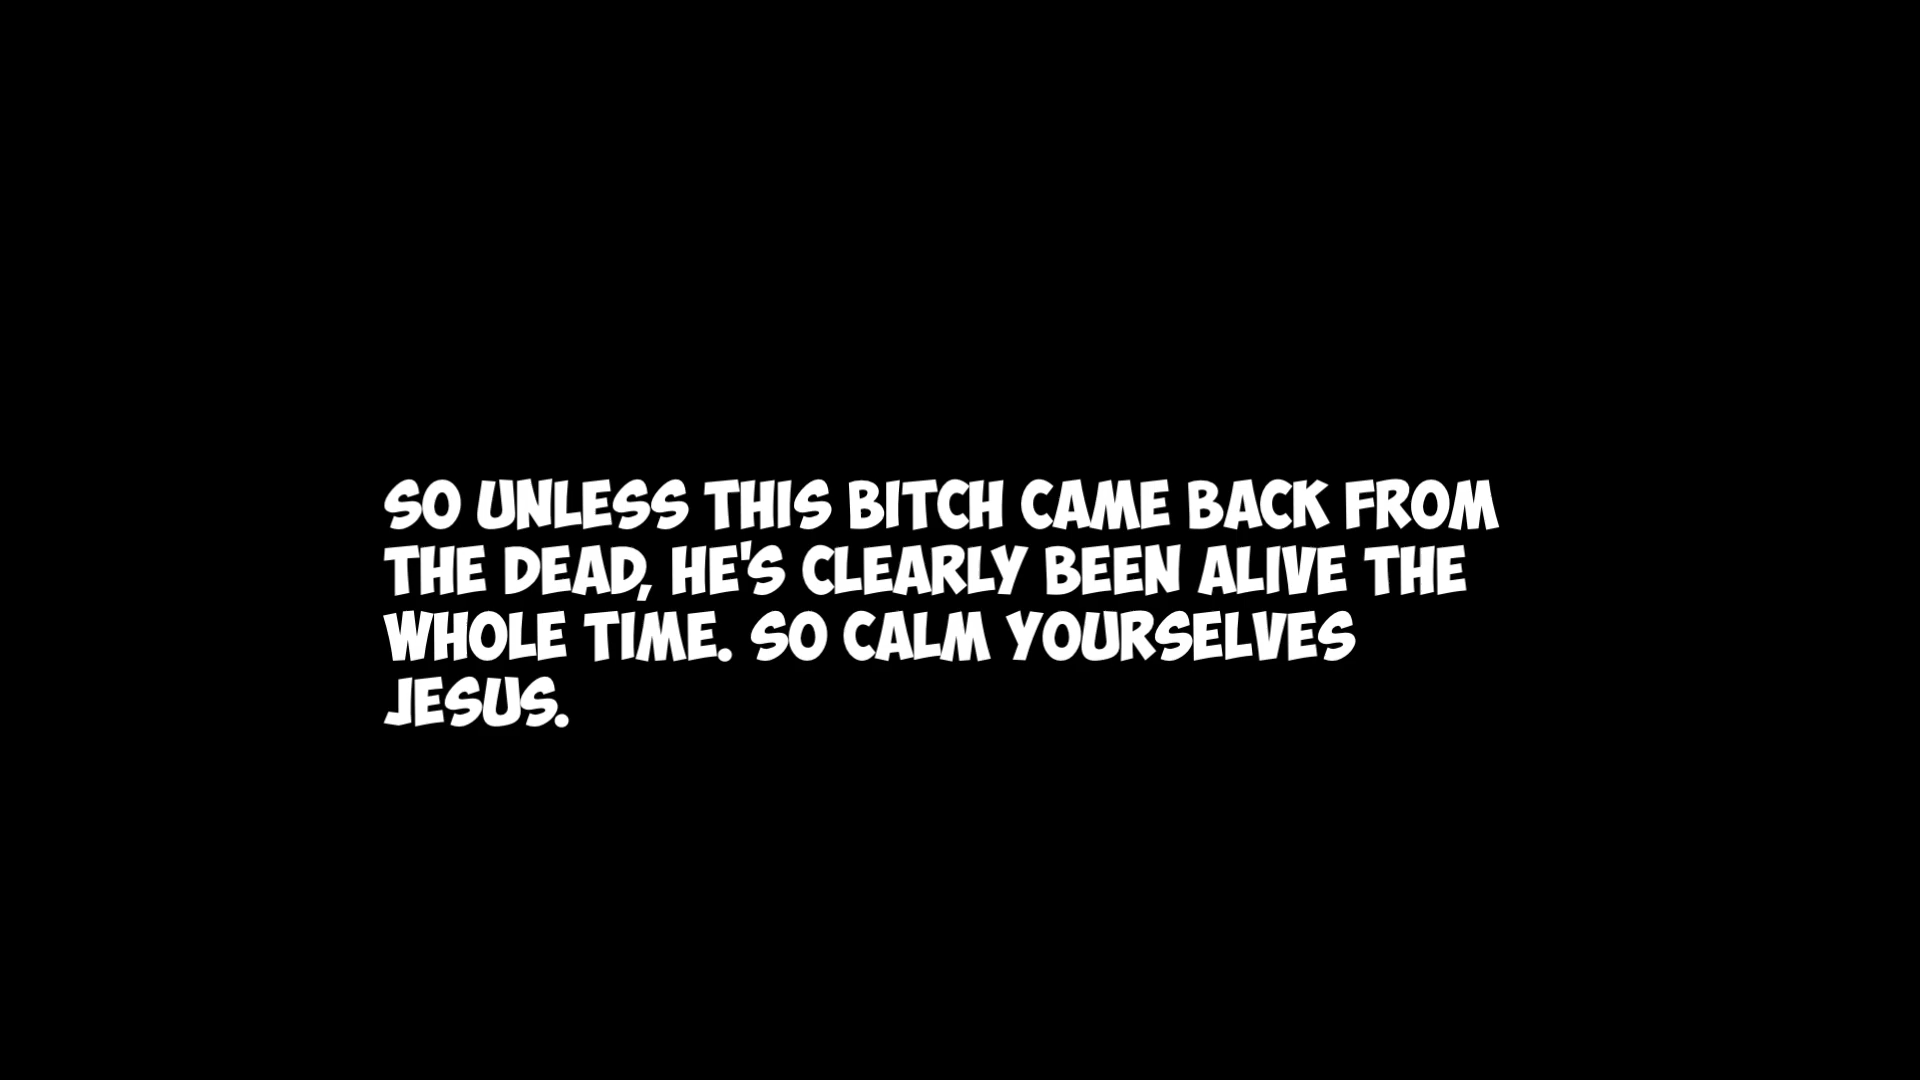 SO UNLESS THIS BITCH CAME BACK FROM
THE DEAD, HE'S CLEARLY BEEN ALIVE THE
WHOLE TIME. SO CALM YOURSELVES
JESUS.